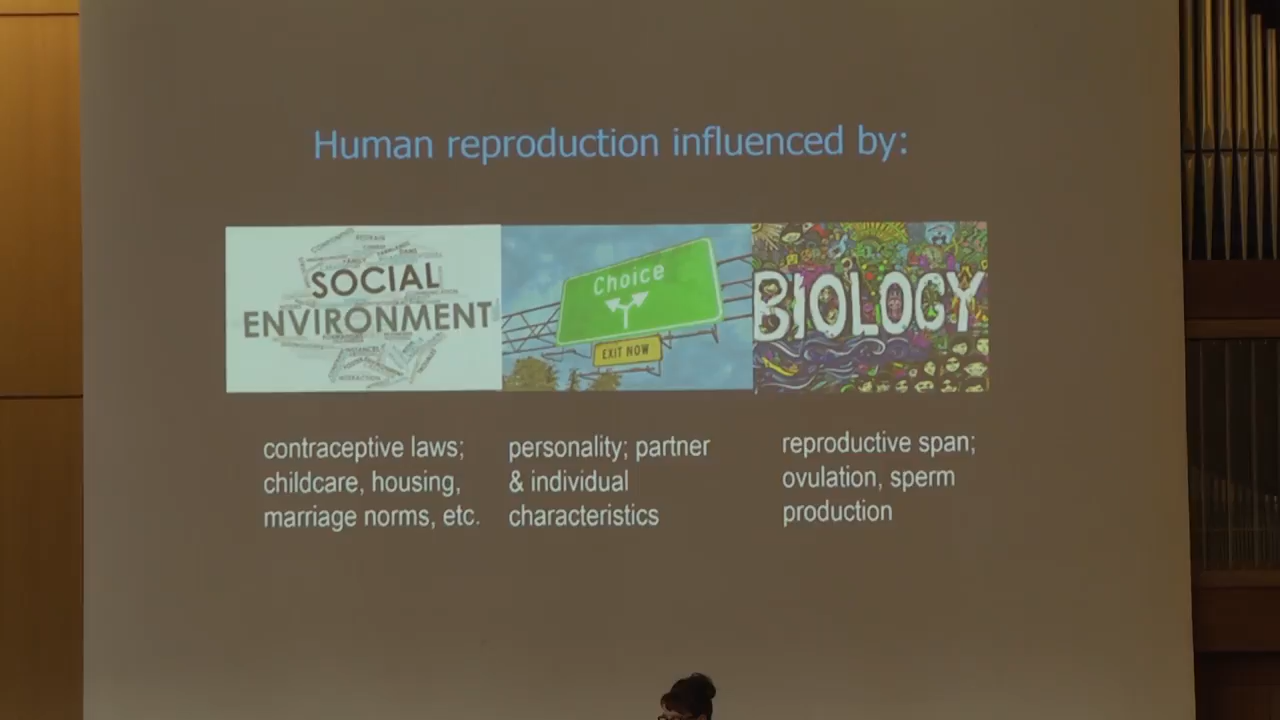 Human reproduction influenced by:
SOCIAL
ENVIRONMENT
Choice
EXIT NOW
BIOLOGY
contraceptive laws;
childcare, housing,
marriage norms, etc.
personality; partner
& individual
characteristics
reproductive span;
ovulation, sperm
production